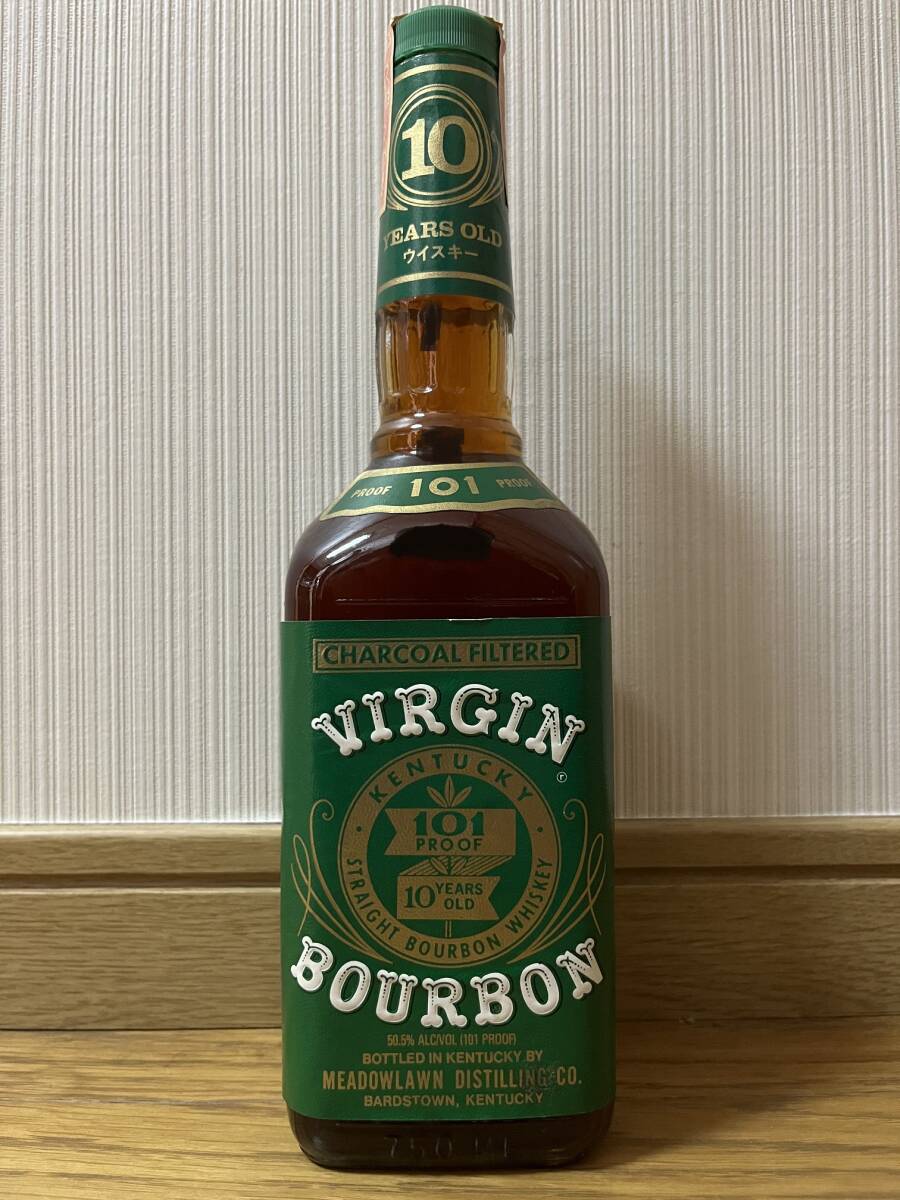 10
YEARS OLD
ウイスキー
PROOF 101 PROOF
CHARCOAL FILTERED
VIRGIN
®
KENTUCKY
101
PROOF
10 YEARS
OLD
STRAIGHT BOURBON WHISKEY
BOURBON
50.5% ALC/VOL (101 PROOF)
BOTTLED IN KENTUCKY BY
MEADOWLAWN DISTILLING CO.
BARDSTOWN, KENTUCKY
750 ML